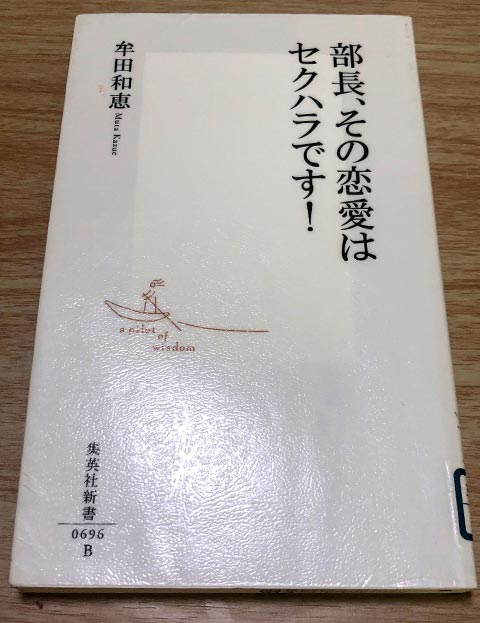 部長、その恋愛は
セクハラです!
牟田和恵
Muta Kazue
a pilot
of
wisdom
集英社新書
0696
B